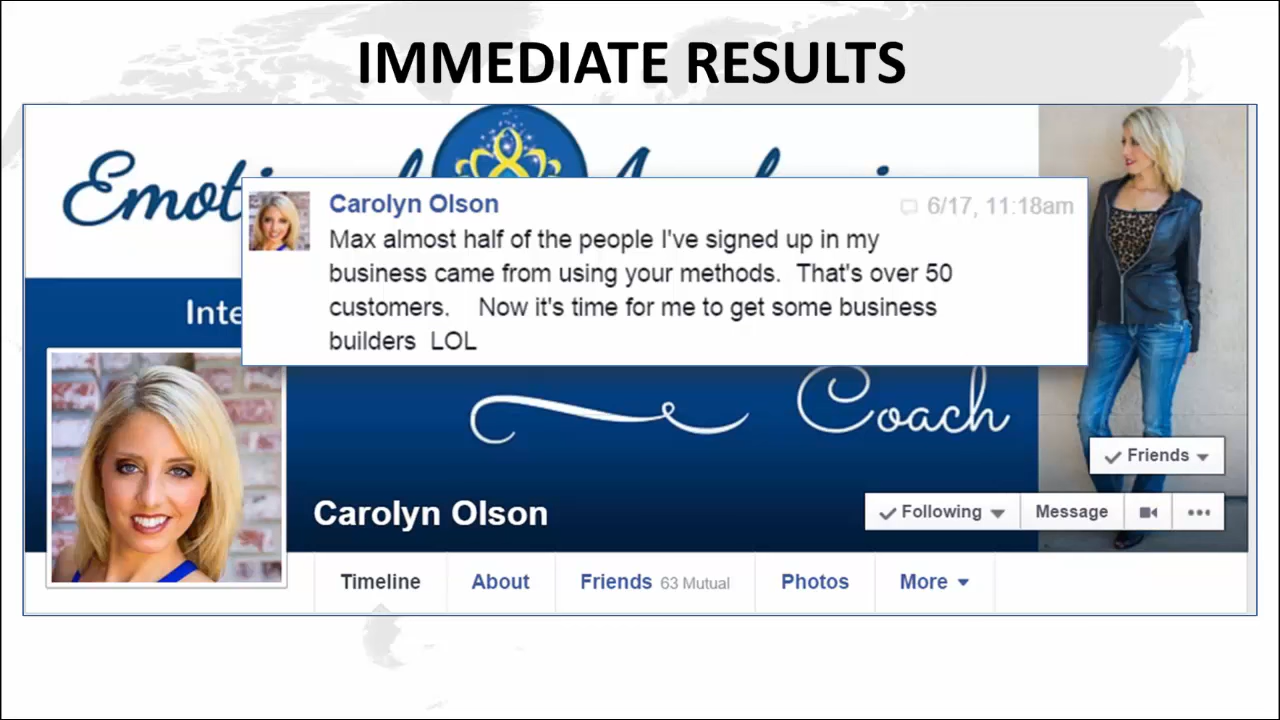 IMMEDIATE RESULTS
Carolyn Olson
6/17, 11:18am
Max almost half of the people I've signed up in my
business came from using your methods.  That's over 50
customers.    Now it's time for me to get some business
builders  LOL
Coach
Friends
Carolyn Olson
Following
Message
Timeline
About
Friends 63 Mutual
Photos
More